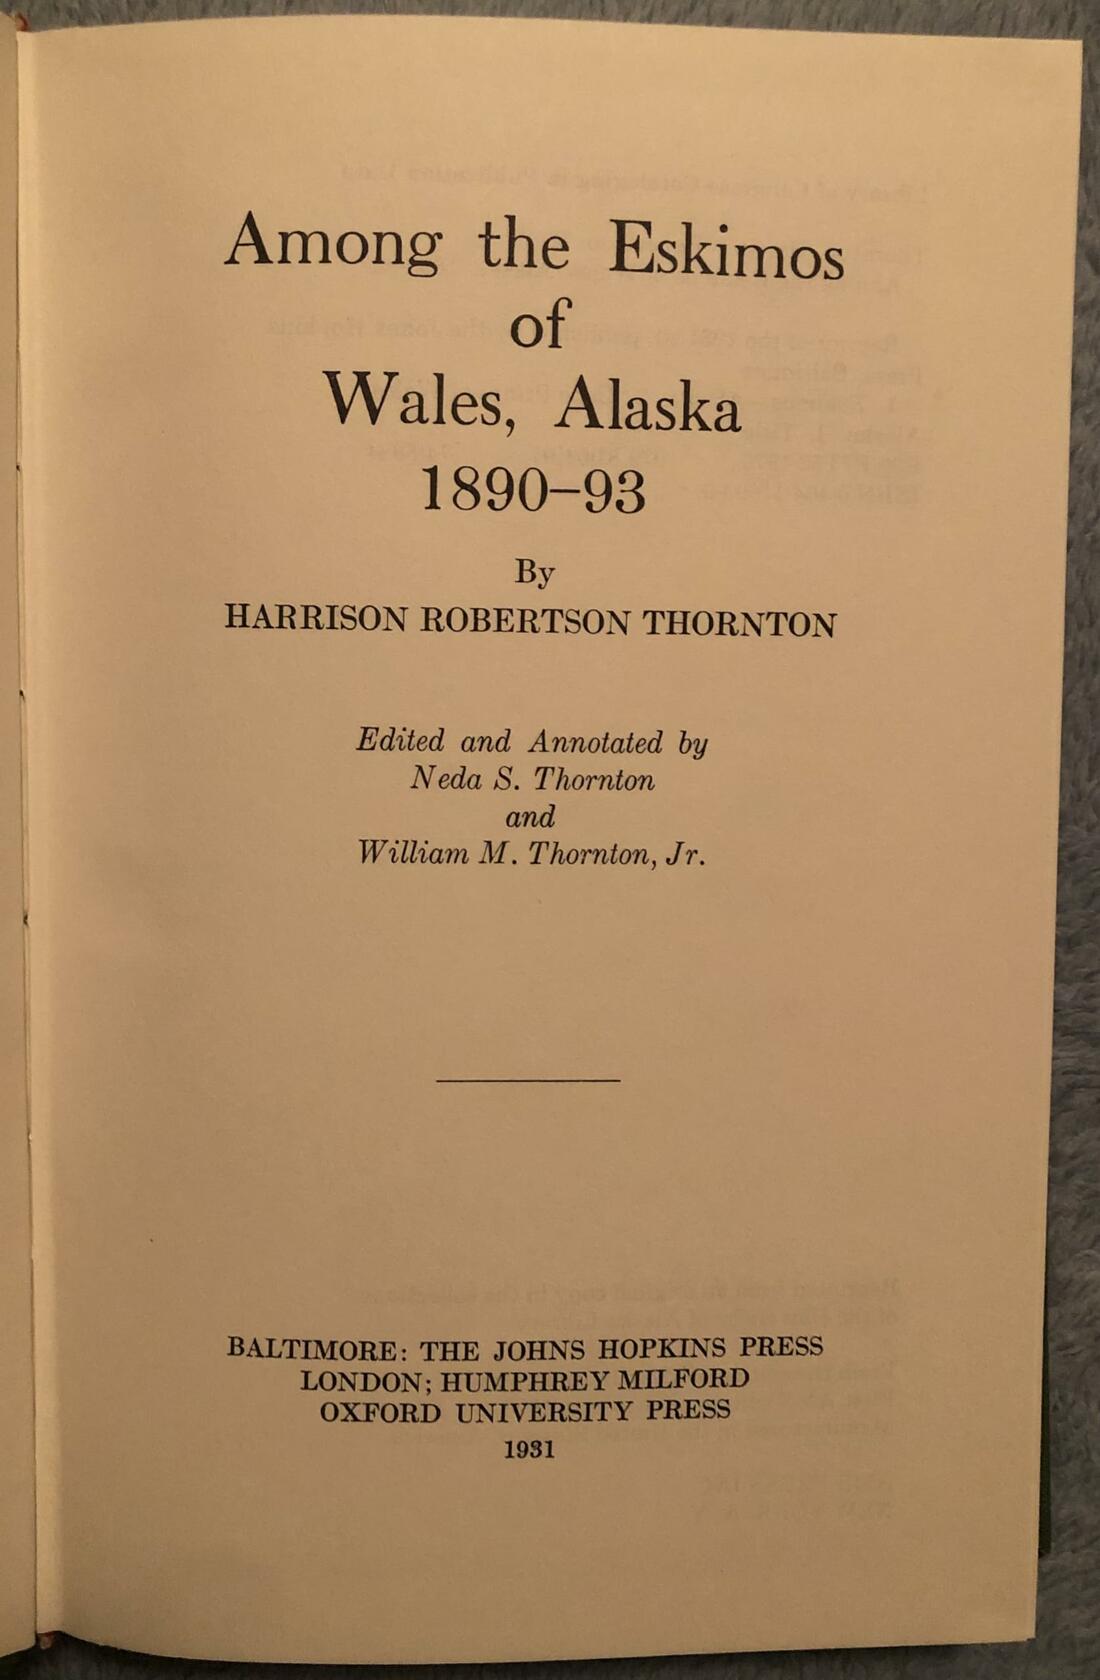 Among the Eskimos
of
Wales, Alaska
1890–93
By
HARRISON ROBERTSON THORNTON
Edited and Annotated by
Neda S. Thornton
and
William M. Thornton, Jr.
BALTIMORE: THE JOHNS HOPKINS PRESS
LONDON; HUMPHREY MILFORD
OXFORD UNIVERSITY PRESS
1931